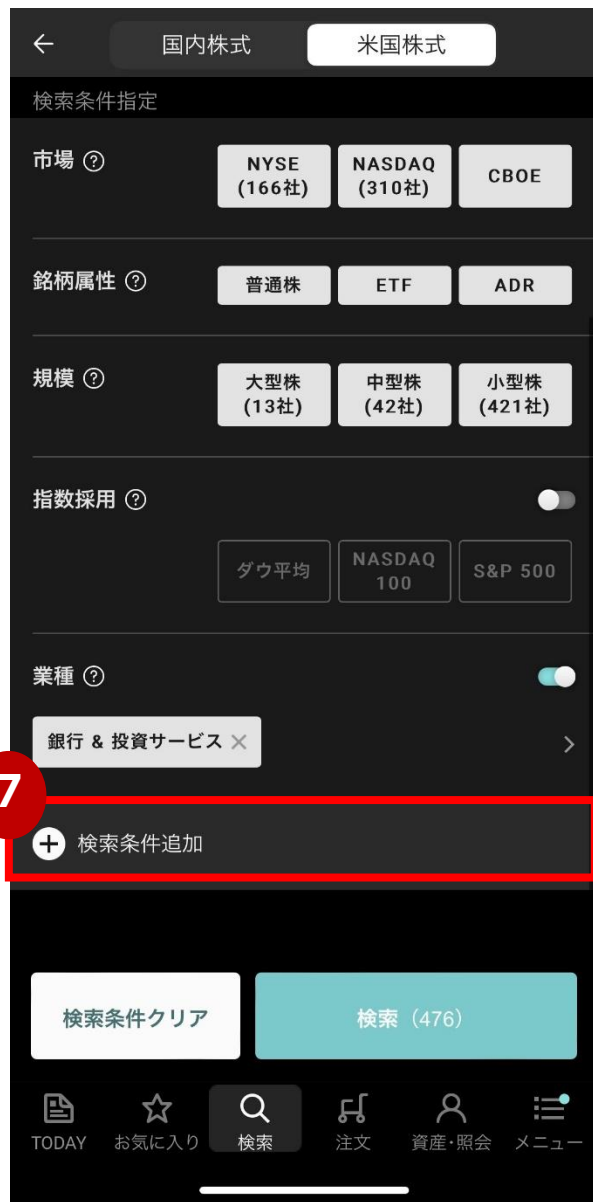 国内株式 米国株式
検索条件指定
市場 ?
NYSE
(166社)
NASDAQ
(310社)
CBOE
銘柄属性 ?
普通株
ETF
ADR
規模 ?
大型株
(13社)
中型株
(42社)
小型株
(421社)
指数採用 ?
ダウ平均
NASDAQ
100
S&P 500
業種 ?
銀行 & 投資サービス ×
7
検索条件追加
検索条件クリア
検索（476）
TODAY お気に入り 検索 注文 資産・照会 メニュー